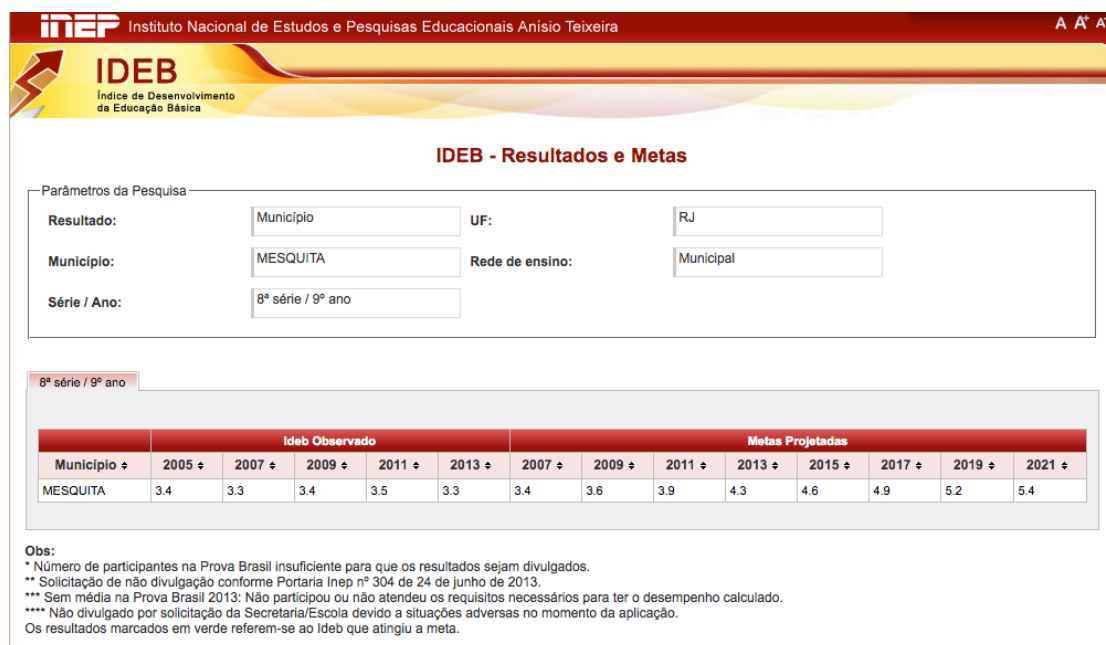 INEP Instituto Nacional de Estudos e Pesquisas Educacionais Anísio Teixeira A A+ A
IDEB
Índice de Desenvolvimento
da Educação Básica
IDEB - Resultados e Metas
Parâmetros da Pesquisa
Resultado: Município UF: RJ
Município: MESQUITA Rede de ensino: Municipal
Série / Ano: 8ª série / 9º ano
8ª série / 9º ano
Ideb Observado Metas Projetadas
Município 2005 2007 2009 2011 2013 2007 2009 2011 2013 2015 2017 2019 2021
MESQUITA 3.4 3.3 3.4 3.5 3.3 3.4 3.6 3.9 4.3 4.6 4.9 5.2 5.4
Obs:
* Número de participantes na Prova Brasil insuficiente para que os resultados sejam divulgados.
** Solicitação de não divulgação conforme Portaria Inep nº 304 de 24 de junho de 2013.
*** Sem média na Prova Brasil 2013: Não participou ou não atendeu os requisitos necessários para ter o desempenho calculado.
**** Não divulgado por solicitação da Secretaria/Escola devido a situações adversas no momento da aplicação.
Os resultados marcados em verde referem-se ao Ideb que atingiu a meta.